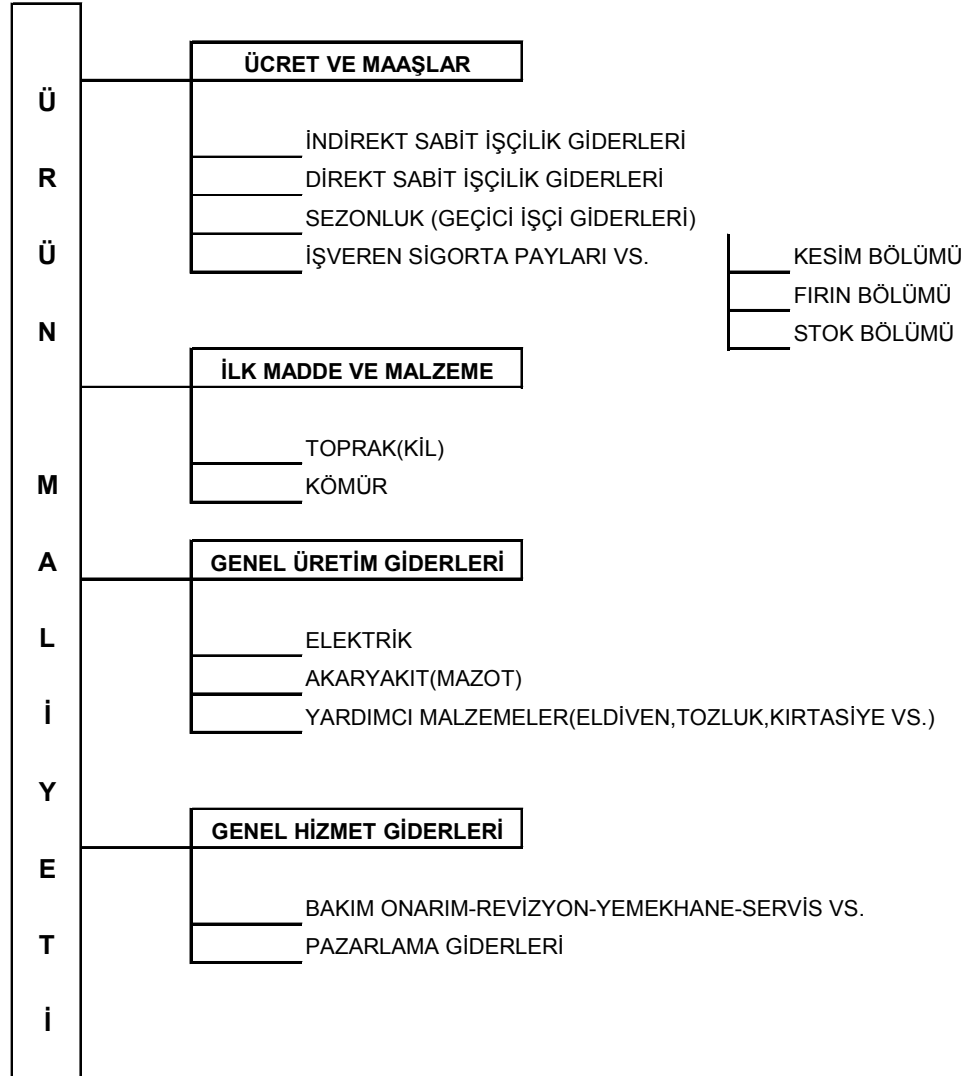 ÜRÜN MALİYETİ
ÜCRET VE MAAŞLAR
İNDİREKT SABİT İŞÇİLİK GİDERLERİ
DİREKT SABİT İŞÇİLİK GİDERLERİ
SEZONLUK (GEÇİCİ İŞÇİ GİDERLERİ)
İŞVEREN SİGORTA PAYLARI VS.
KESİM BÖLÜMÜ
FIRIN BÖLÜMÜ
STOK BÖLÜMÜ
İLK MADDE VE MALZEME
TOPRAK(KİL)
KÖMÜR
GENEL ÜRETİM GİDERLERİ
ELEKTRİK
AKARYAKIT(MAZOT)
YARDIMCI MALZEMELER(ELDİVEN,TOZLUK,KIRTASİYE VS.)
GENEL HİZMET GİDERLERİ
BAKIM ONARIM-REVİZYON-YEMEKHANE-SERVİS VS.
PAZARLAMA GİDERLERİ